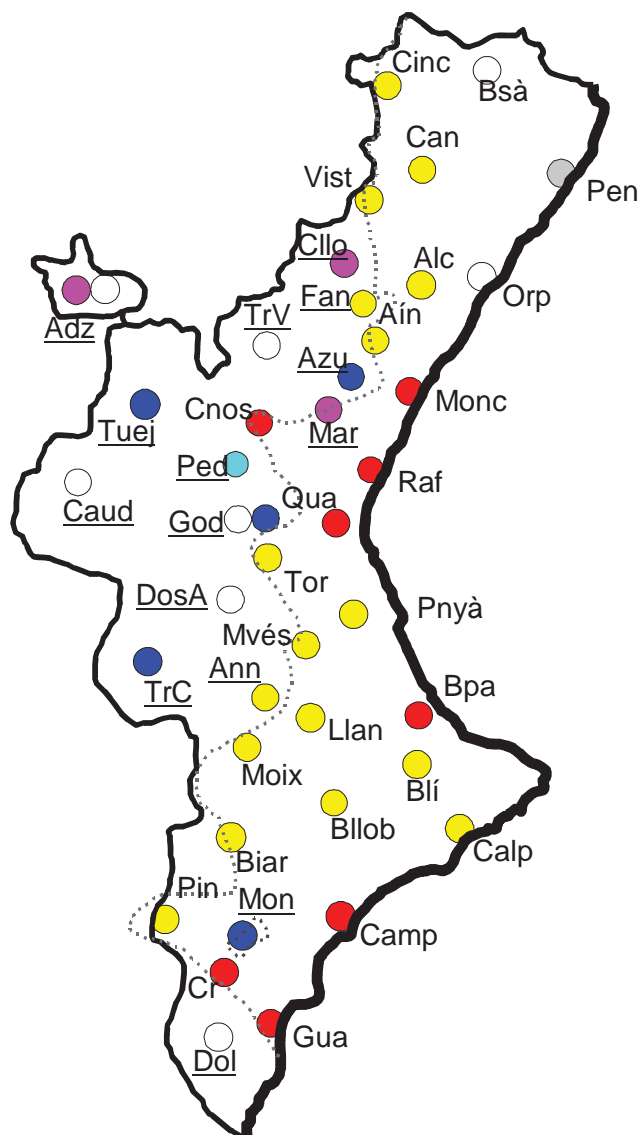 Cinc
Bsà
Can
Pen
Vist
Cllo
Alc
Orp
Fan
Aín
Adz
TrV
Azu
Monc
Cnos
Mar
Tuej
Ped
Raf
Caud
Qua
God
Tor
DosA
Pnyà
Mvés
Ann
TrC
Bpa
Llan
Moix
Blí
Bllob
Calp
Biar
Pin
Mon
Camp
Cr
Gua
Dol